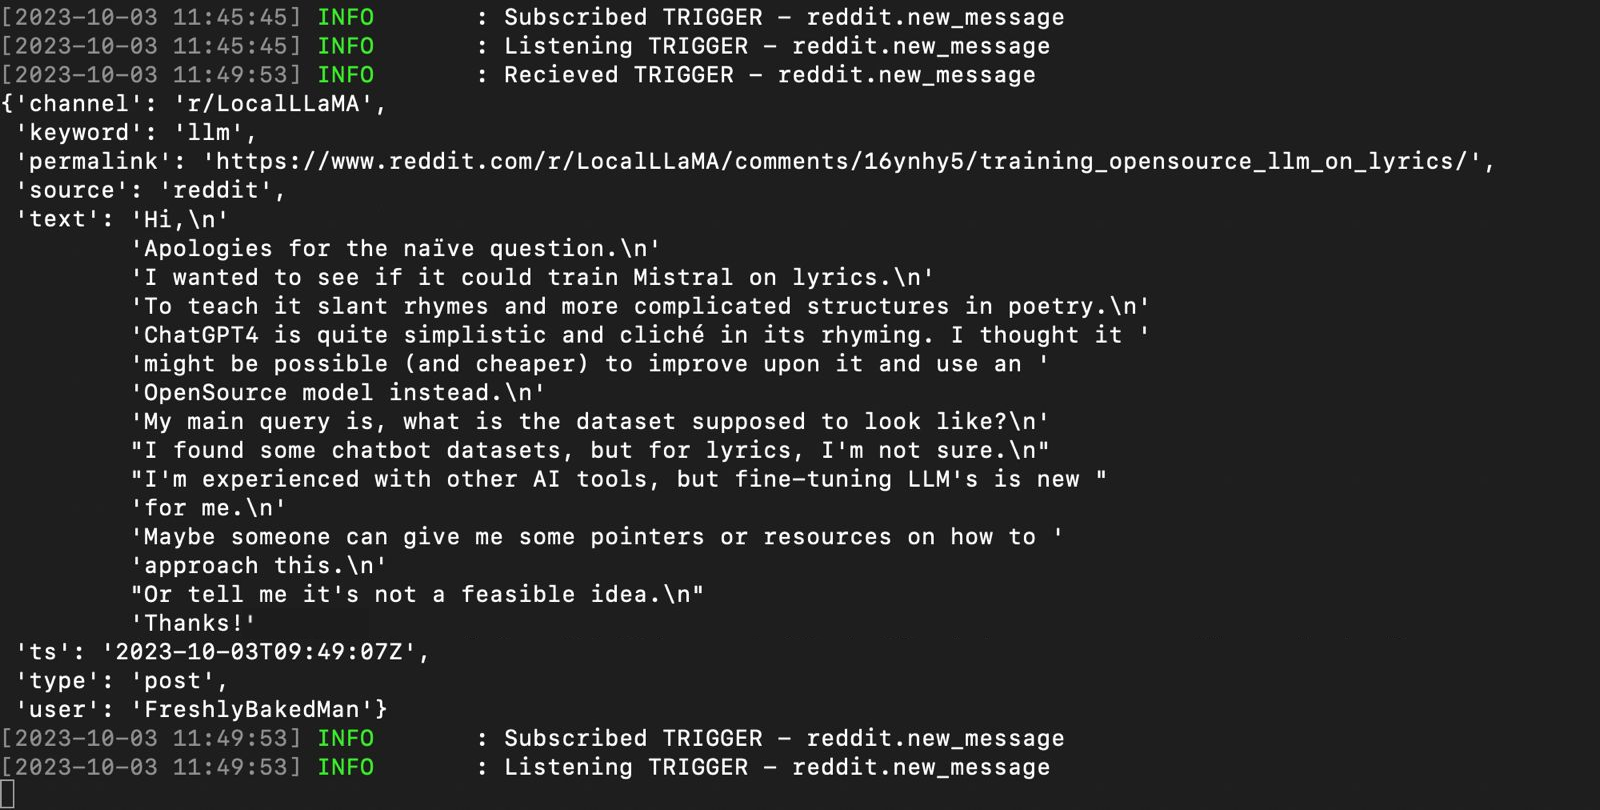 [2023-10-03 11:45:45] INFO       : Subscribed TRIGGER – reddit.new_message
[2023-10-03 11:45:45] INFO       : Listening TRIGGER – reddit.new_message
[2023-10-03 11:49:53] INFO       : Recieved TRIGGER – reddit.new_message
{'channel': 'r/LocalLLaMA',
 'keyword': 'llm',
 'permalink': 'https://www.reddit.com/r/LocalLLaMA/comments/16ynhy5/training_opensource_llm_on_lyrics/',
 'source': 'reddit',
 'text': 'Hi,\n'
         'Apologies for the naïve question.\n'
         'I wanted to see if it could train Mistral on lyrics.\n'
         'To teach it slant rhymes and more complicated structures in poetry.\n'
         'ChatGPT4 is quite simplistic and cliché in its rhyming. I thought it '
         'might be possible (and cheaper) to improve upon it and use an '
         'OpenSource model instead.\n'
         'My main query is, what is the dataset supposed to look like?\n'
         "I found some chatbot datasets, but for lyrics, I'm not sure.\n"
         "I'm experienced with other AI tools, but fine-tuning LLM's is new "
         'for me.\n'
         'Maybe someone can give me some pointers or resources on how to '
         'approach this.\n'
         "Or tell me it's not a feasible idea.\n"
         'Thanks!'
 'ts': '2023-10-03T09:49:07Z',
 'type': 'post',
 'user': 'FreshlyBakedMan'}
[2023-10-03 11:49:53] INFO       : Subscribed TRIGGER – reddit.new_message
[2023-10-03 11:49:53] INFO       : Listening TRIGGER – reddit.new_message